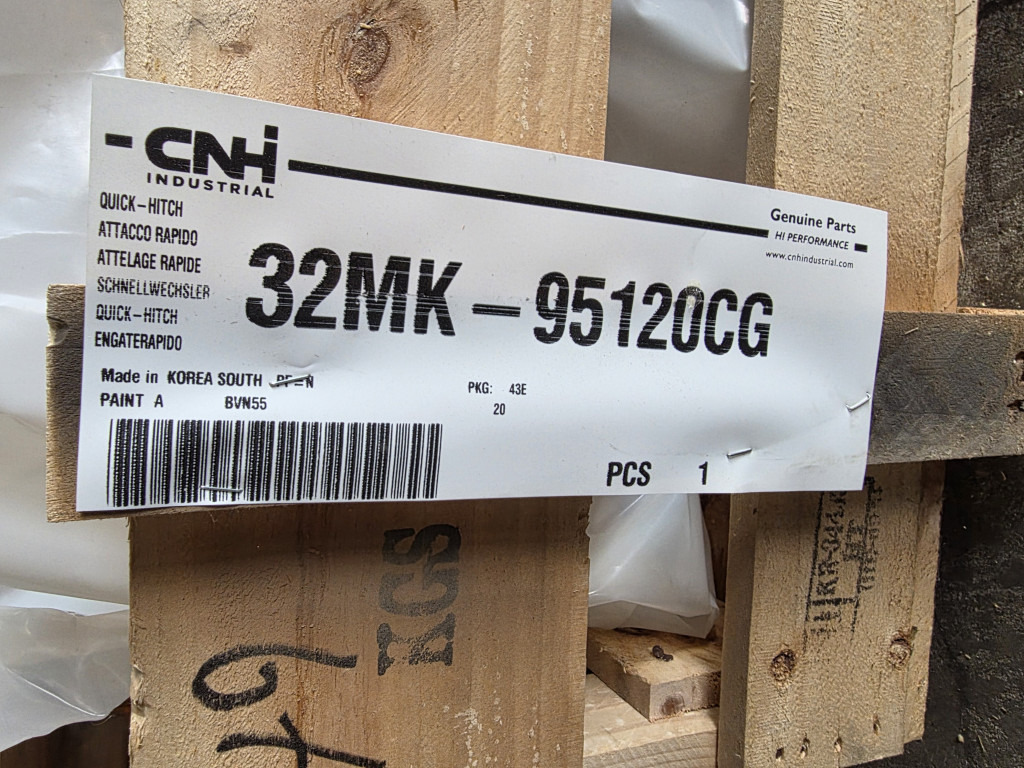 CNH
INDUSTRIAL
Genuine Parts
HI PERFORMANCE
www.cnhindustrial.com
QUICK-HITCH
ATTACCO RAPIDO
ATTELAGE RAPIDE
SCHNELLWECHSLER
QUICK-HITCH
ENGATERAPIDO
32MK-95120CG
Made in KOREA SOUTH
PAINT A BVN55
PKG: 43E
20
PCS 1
KGS